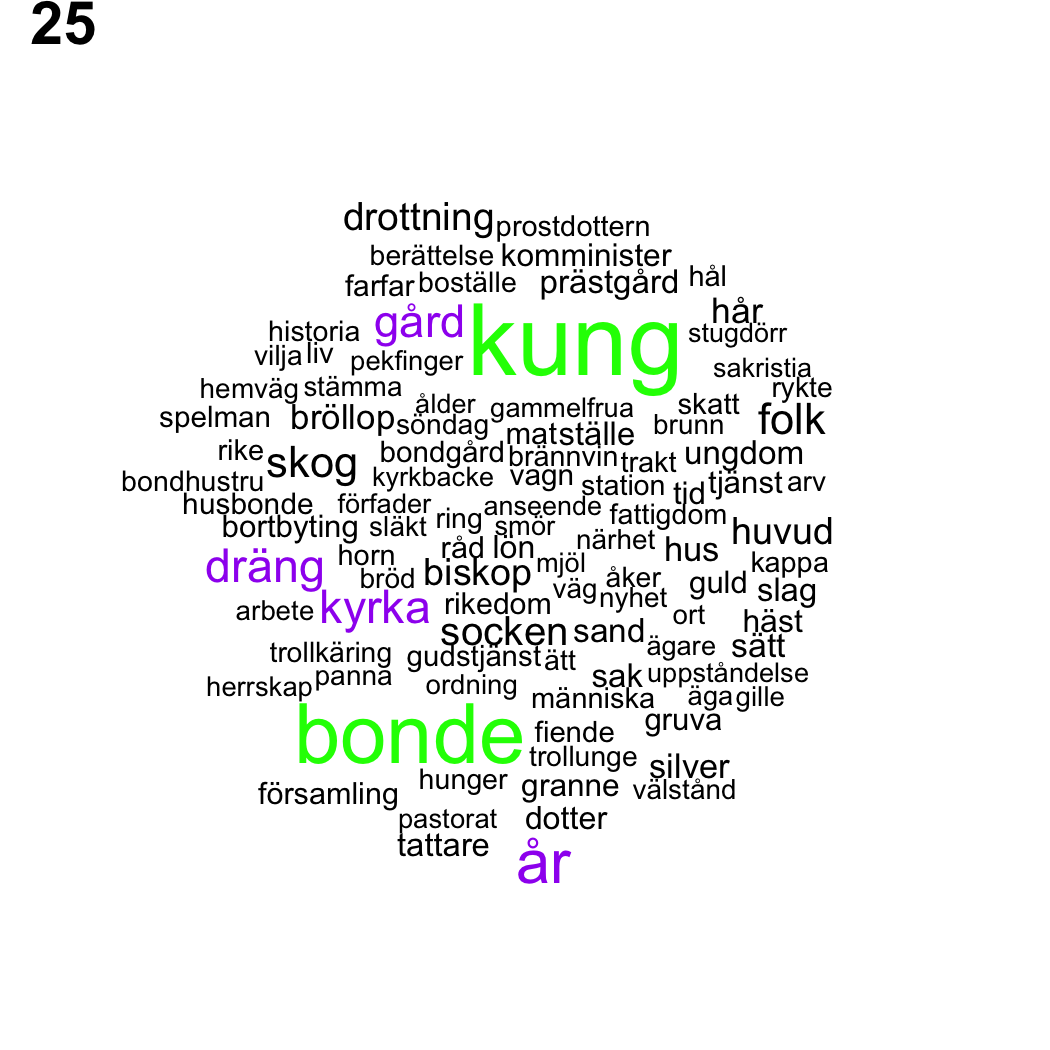 25
drottning prostdottern
berättelse komminister
farfar boställe prästgård hål
gård kung hår
historia stugdörr
vilja liv pekfinger sakristia
hemväg stämma rykte
spelman bröllop ålder gammelfrua skatt folk
söndag brunn
rike skog bondgård mat ställe ungdom
brännvin trakt
bondhustru kyrkbacke vagn station tid tjänst arv
husbonde förfader anseende
bortbyting släkt ring smör fattigdom huvud
dräng horn råd lön närhet hus
bröd biskop mjöl åker guld kappa
väg slag
arbete kyrka rikedom nyhet ort häst
socken sand ägare sätt
trollkäring gudstjänst ätt
herrskap panna ordning sak uppståndelse
människa äga gille
bonde fiende gruva
trollunge silver
församling hunger granne välstånd
pastorat dotter
tattare år